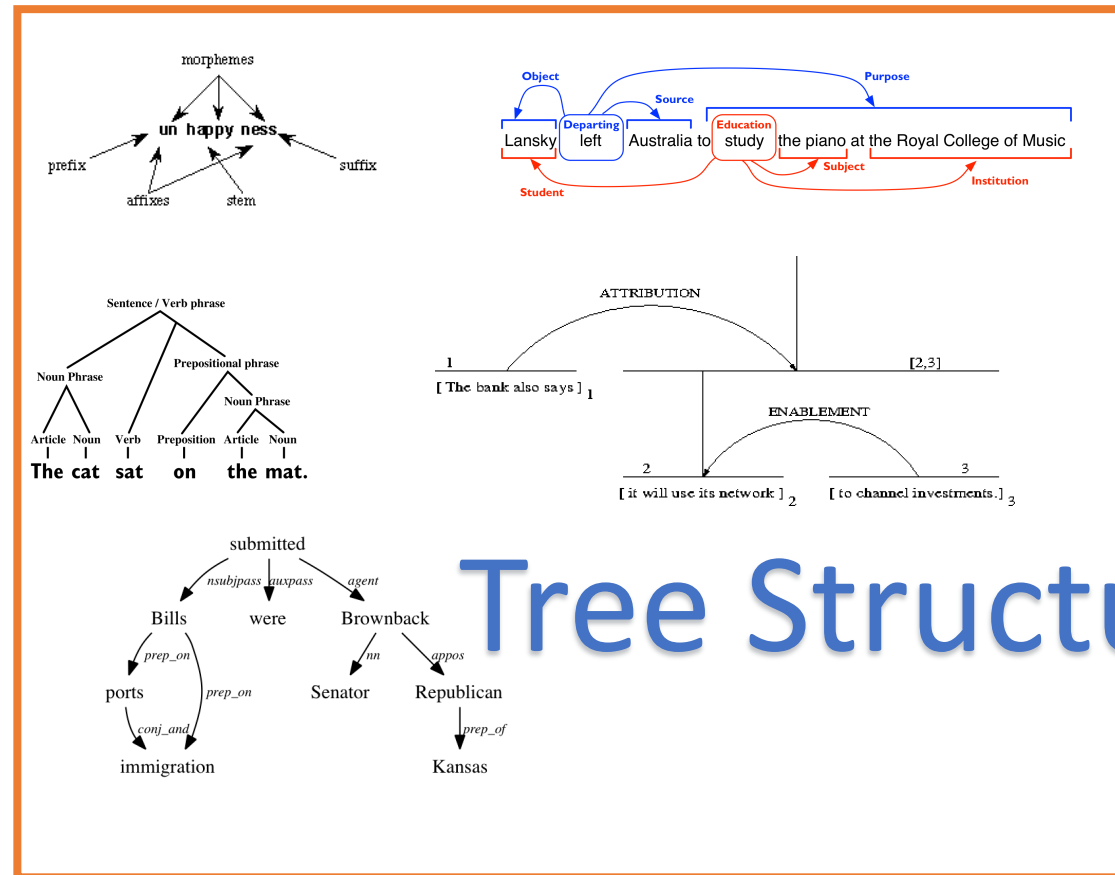 morphemes
un happy ness
prefix
suffix
affixes
stem
Object
Purpose
Source
Departing
Education
Lansky left Australia to study the piano at the Royal College of Music
Subject
Student
Institution
Sentence / Verb phrase
Prepositional phrase
Noun Phrase
Noun Phrase
Article Noun Verb Preposition Article Noun
The cat sat on the mat.
ATTRIBUTION
1
[2,3]
[ The bank also says ] 1
ENABLEMENT
2
3
[ it will use its network ] 2
[ to channel investments.] 3
submitted
nsubjpass auxpass agent
Bills were Brownback
prep_on nn appos
ports prep_on Senator Republican
conj_and prep_of
immigration Kansas
Tree Structu